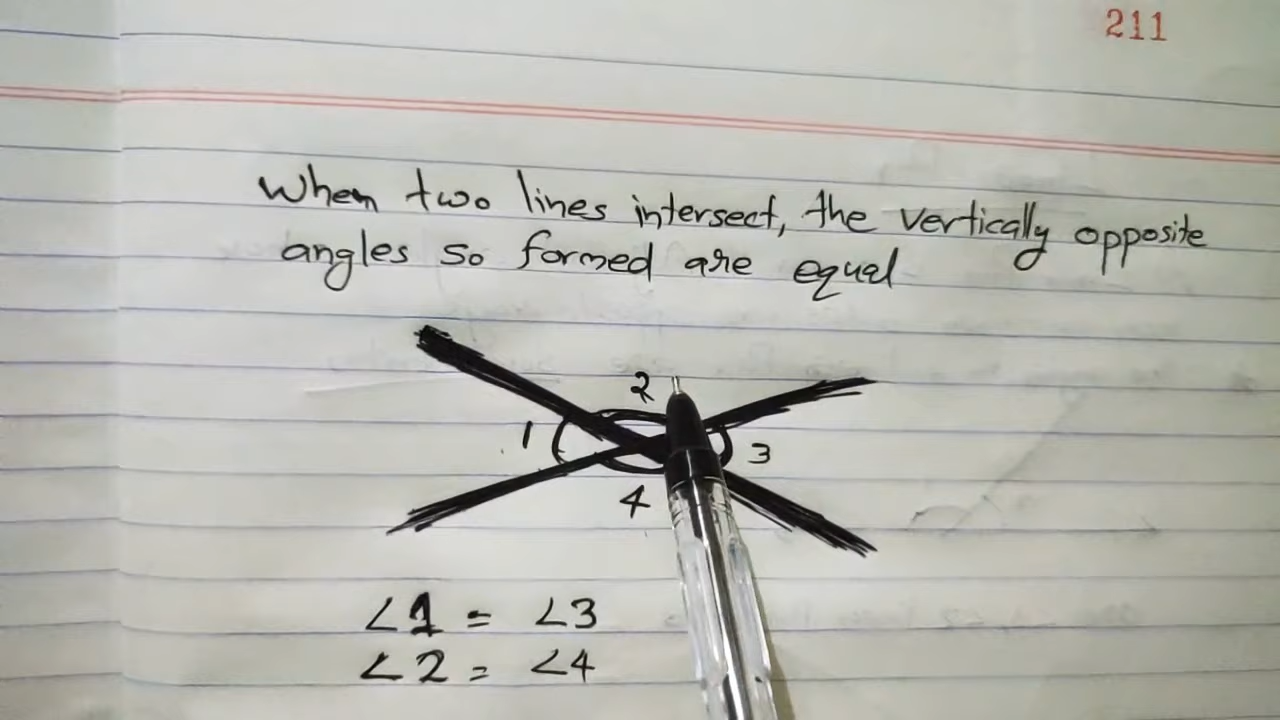 211
When two lines intersect, the vertically opposite
angles so formed are equal
2
1
3
4
∠1 = ∠3
∠2 = ∠4